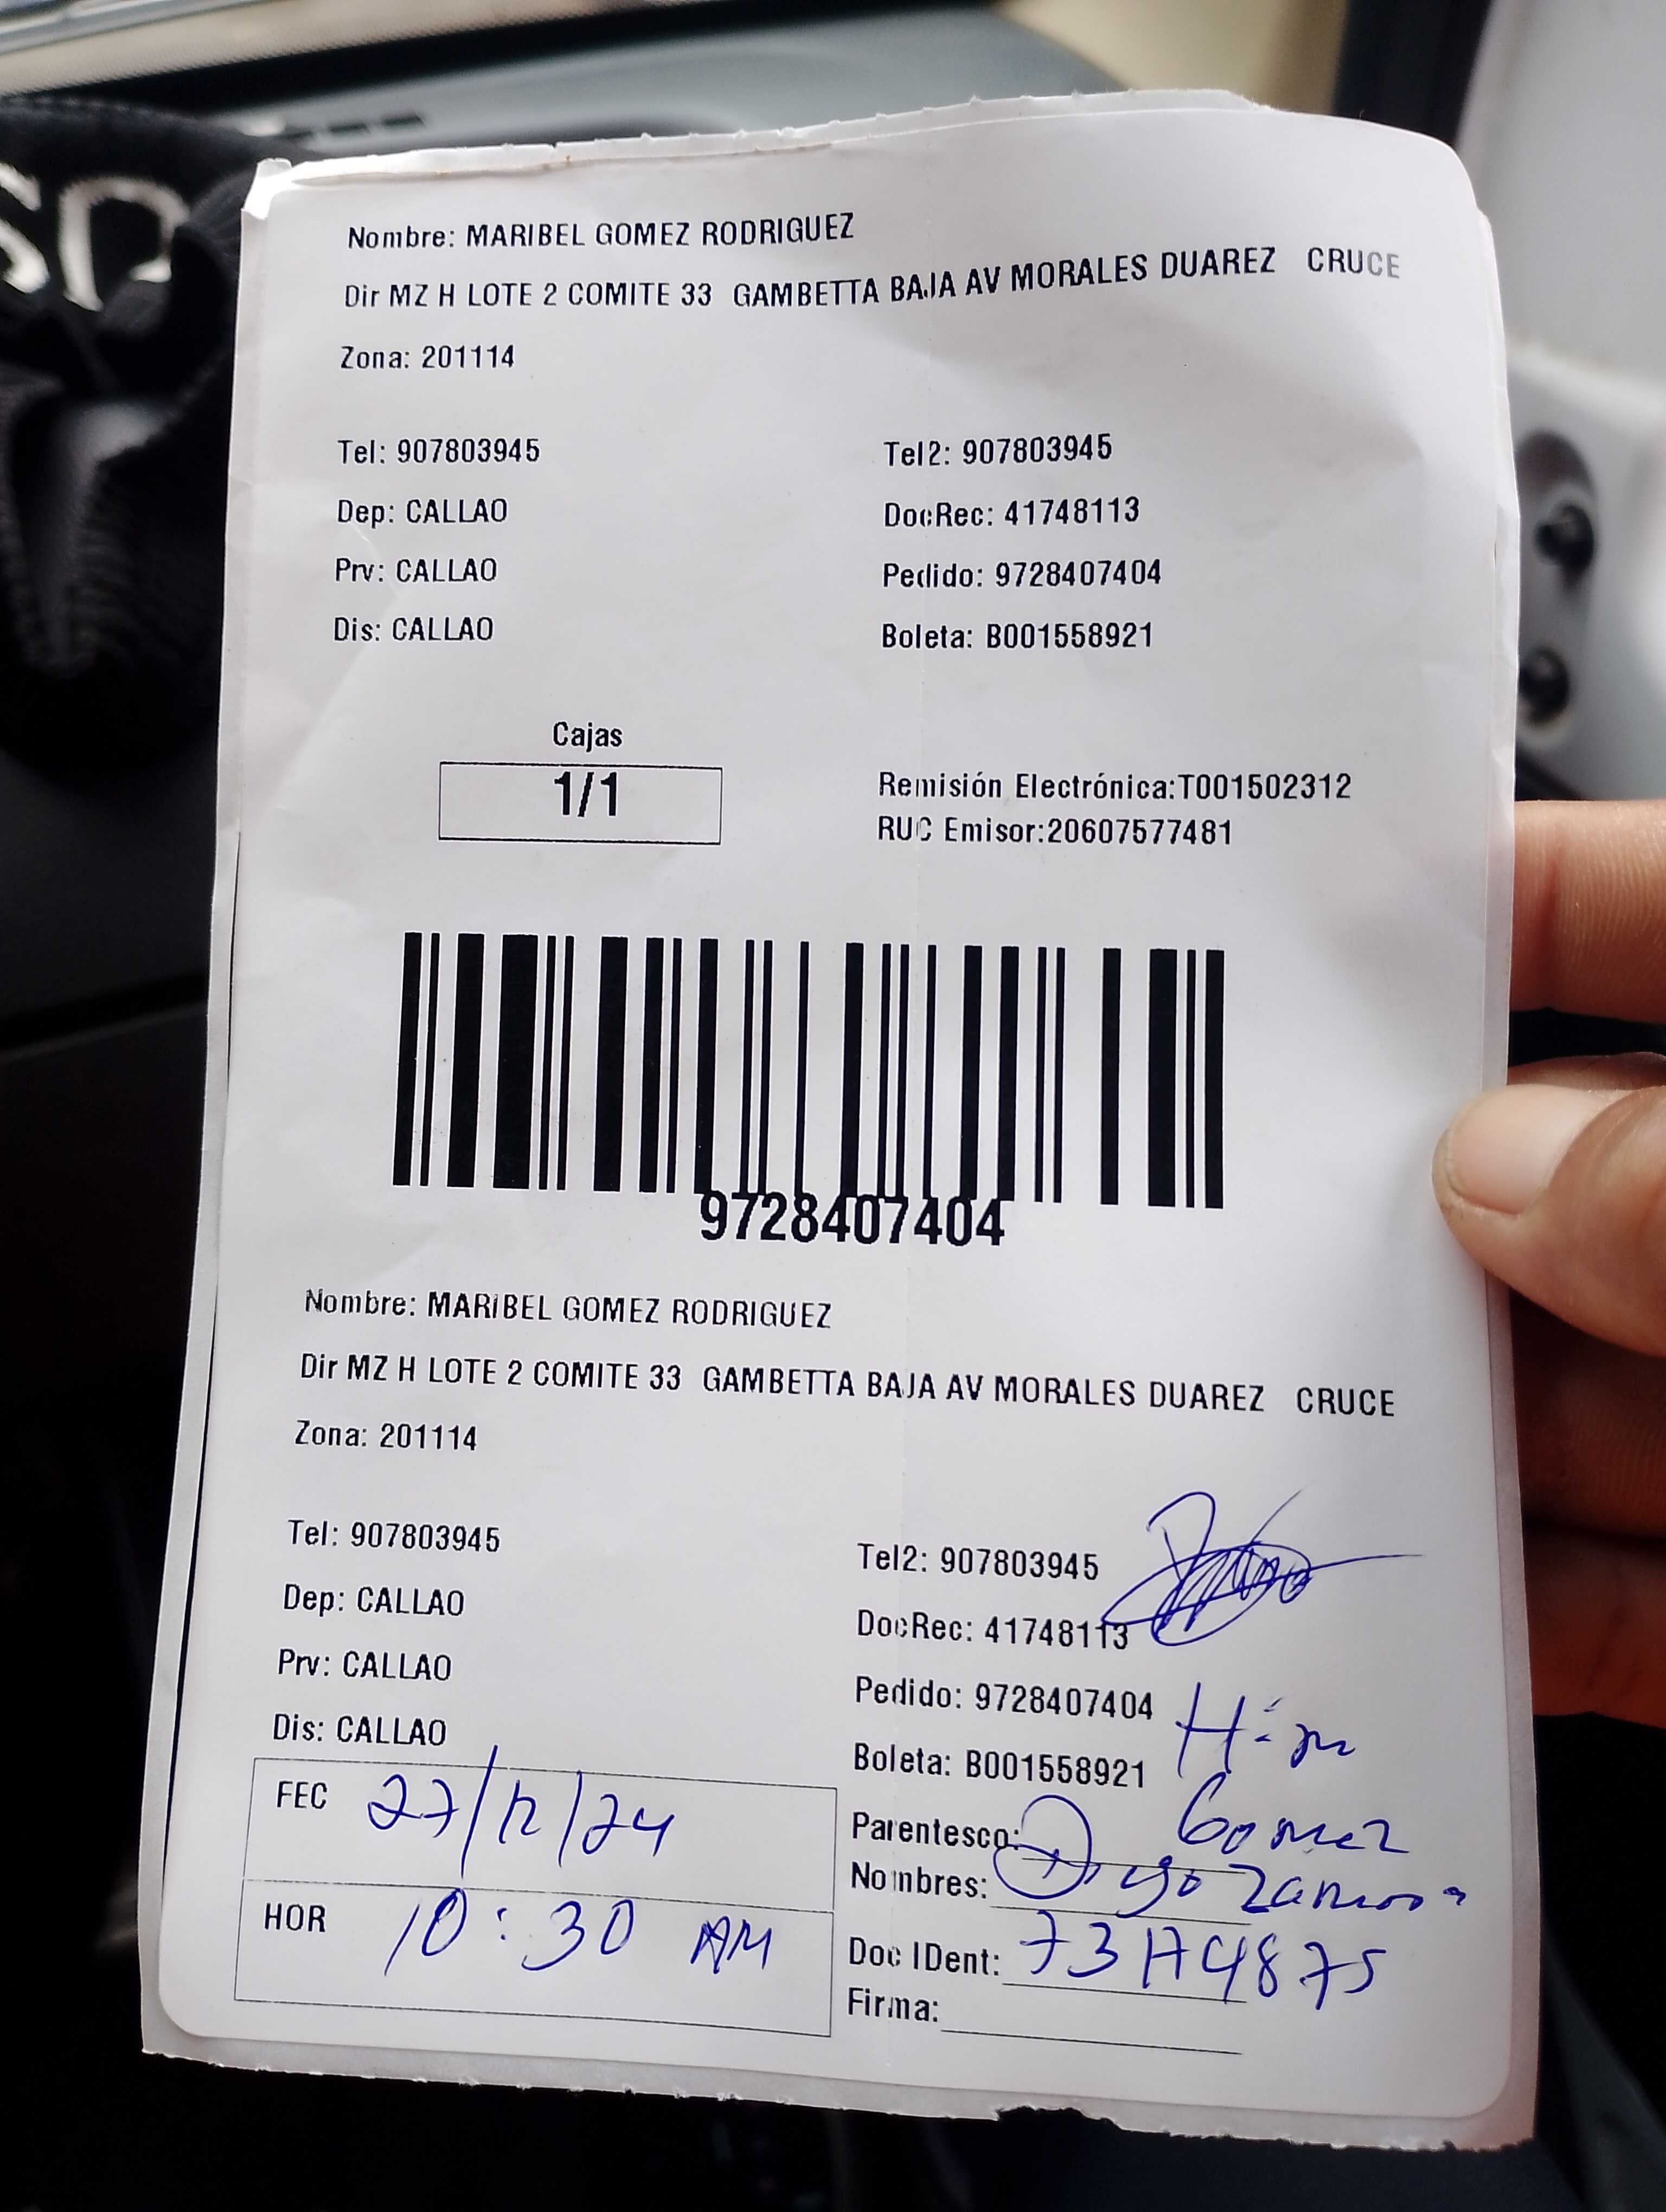 SD
Nombre: MARIBEL GOMEZ RODRIGUEZ
Dir MZ H LOTE 2 COMITE 33 GAMBETTA BAJA AV MORALES DUAREZ CRUCE
Zona: 201114
Tel: 907803945 Tel2: 907803945
Dep: CALLAO DocRec: 41748113
Prv: CALLAO Pedido: 9728407404
Dis: CALLAO Boleta: B001558921
Cajas
1/1
Remisión Electrónica:T001502312
RUC Emisor:20607577481
9728407404
Nombre: MARIBEL GOMEZ RODRIGUEZ
Dir MZ H LOTE 2 COMITE 33 GAMBETTA BAJA AV MORALES DUAREZ CRUCE
Zona: 201114
Tel: 907803945 Tel2: 907803945
Dep: CALLAO DocRec: 41748113
Prv: CALLAO Pedido: 9728407404
Dis: CALLAO Boleta: B001558921
FEC 27/12/24
HOR 10:30 AM
Parentesco: Gomez
Nombres:
Doc IDent: 73174875
Firma: